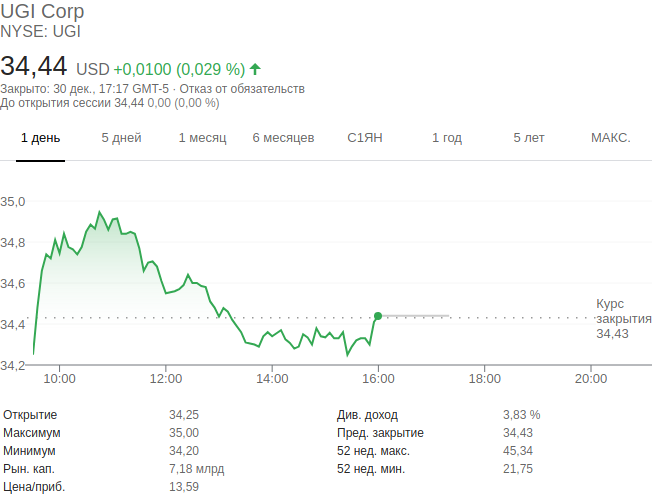 UGI Corp
NYSE: UGI
34,44 USD +0,0100 (0,029 %)
Закрыто: 30 дек., 17:17 GMT-5 · Отказ от обязательств
До открытия сессии 34,44 0,00 (0,00 %)
1 день 5 дней 1 месяц 6 месяцев С1ЯН 1 год 5 лет МАКС.
35,0
34,8
34,6
34,4
34,2
Курс
закрытия
34,43
10:00 12:00 14:00 16:00 18:00 20:00
Открытие 34,25 Див. доход 3,83 %
Максимум 35,00 Пред. закрытие 34,43
Минимум 34,20 52 нед. макс. 45,34
Рын. кап. 7,18 млрд 52 нед. мин. 21,75
Цена/приб. 13,59